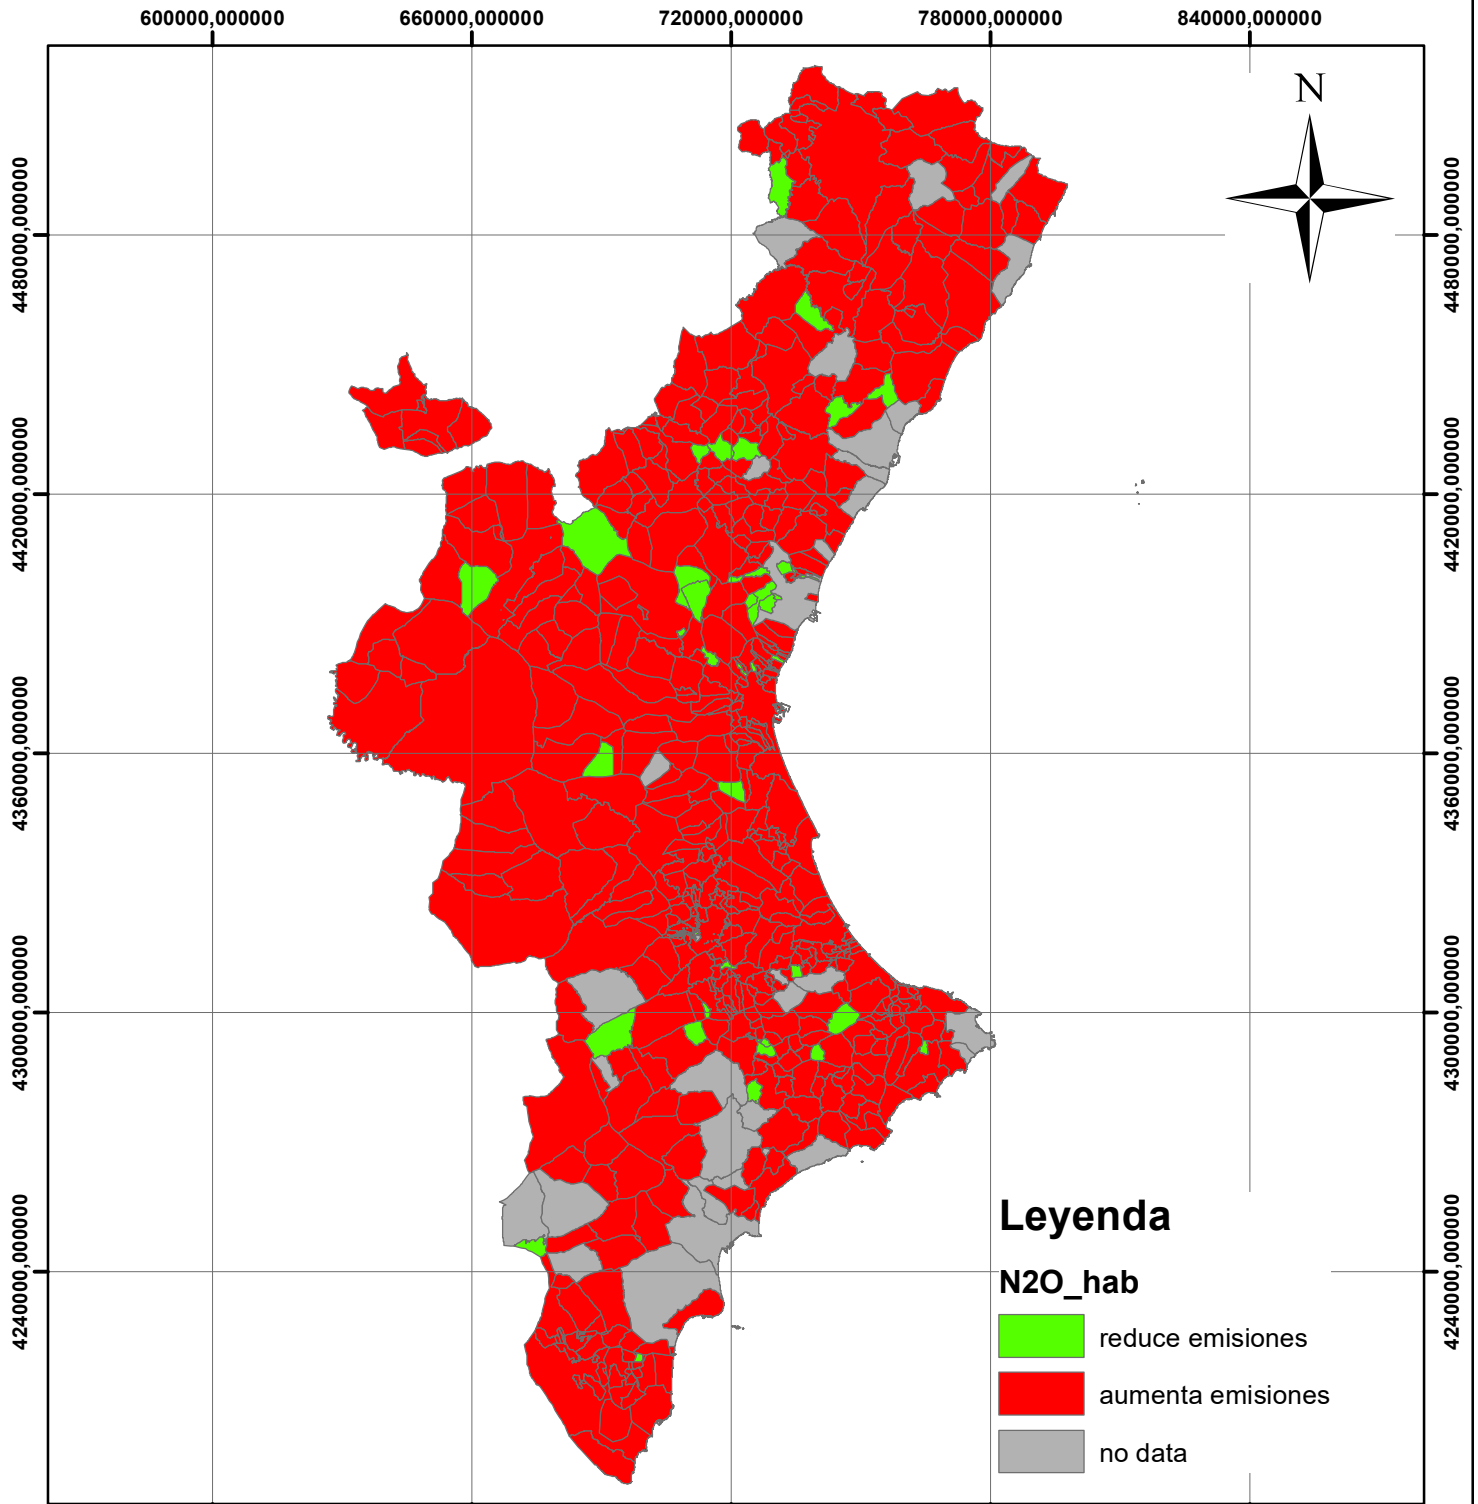 600000,000000 660000,000000 720000,000000 780000,000000 840000,000000
N
4480000,000000 4480000,000000
4420000,000000 4420000,000000
4360000,000000 4360000,000000
4300000,000000 4300000,000000
4240000,000000 4240000,000000
Leyenda
N2O_hab
reduce emisiones
aumenta emisiones
no data